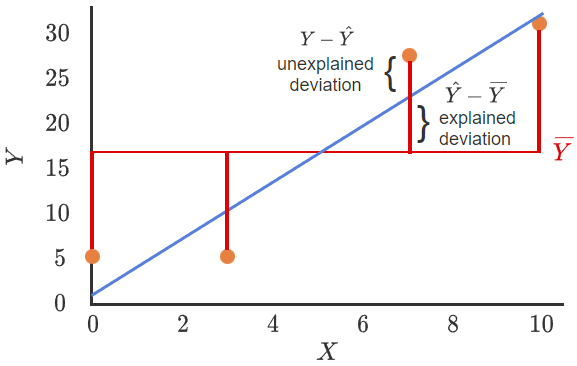 30
Y − Ŷ
unexplained
deviation
{
25
Ŷ − Y̅
explained
deviation
}
20
Y
15
Y̅
10
5
0
0 2 4 6 8 10
X